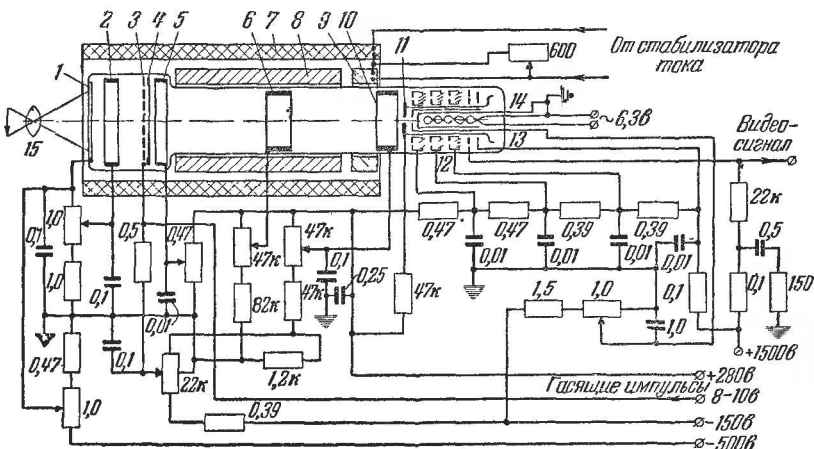 2 3 4 5 6 7 8 9 10
11
1
600
От стабилизатора
тока
14
~6,3в
13
Видео-
сигнал
15
12
22к
0,1
1,0
0,5
0,47
47к
47к
0,47
0,47
0,39
0,39
0,5
0,01
0,01
0,01
0,01
1,0
0,1
0,01
82к
47к
0,1
0,25
47к
1,5
1,0
0,1
0,1
150
1,0
+1500в
0,47
0,1
22к
1,2к
+280в
Гасящие импульсы
8-10в
1,0
0,39
-150в
-500в